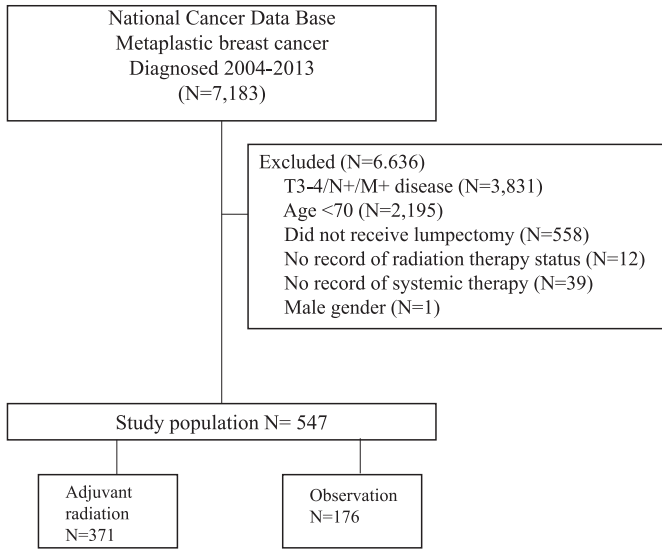 National Cancer Data Base
Metaplastic breast cancer
Diagnosed 2004-2013
(N=7,183)
Excluded (N=6.636)
T3-4/N+/M+ disease (N=3,831)
Age <70 (N=2,195)
Did not receive lumpectomy (N=558)
No record of radiation therapy status (N=12)
No record of systemic therapy (N=39)
Male gender (N=1)
Study population N= 547
Adjuvant
radiation
N=371
Observation
N=176